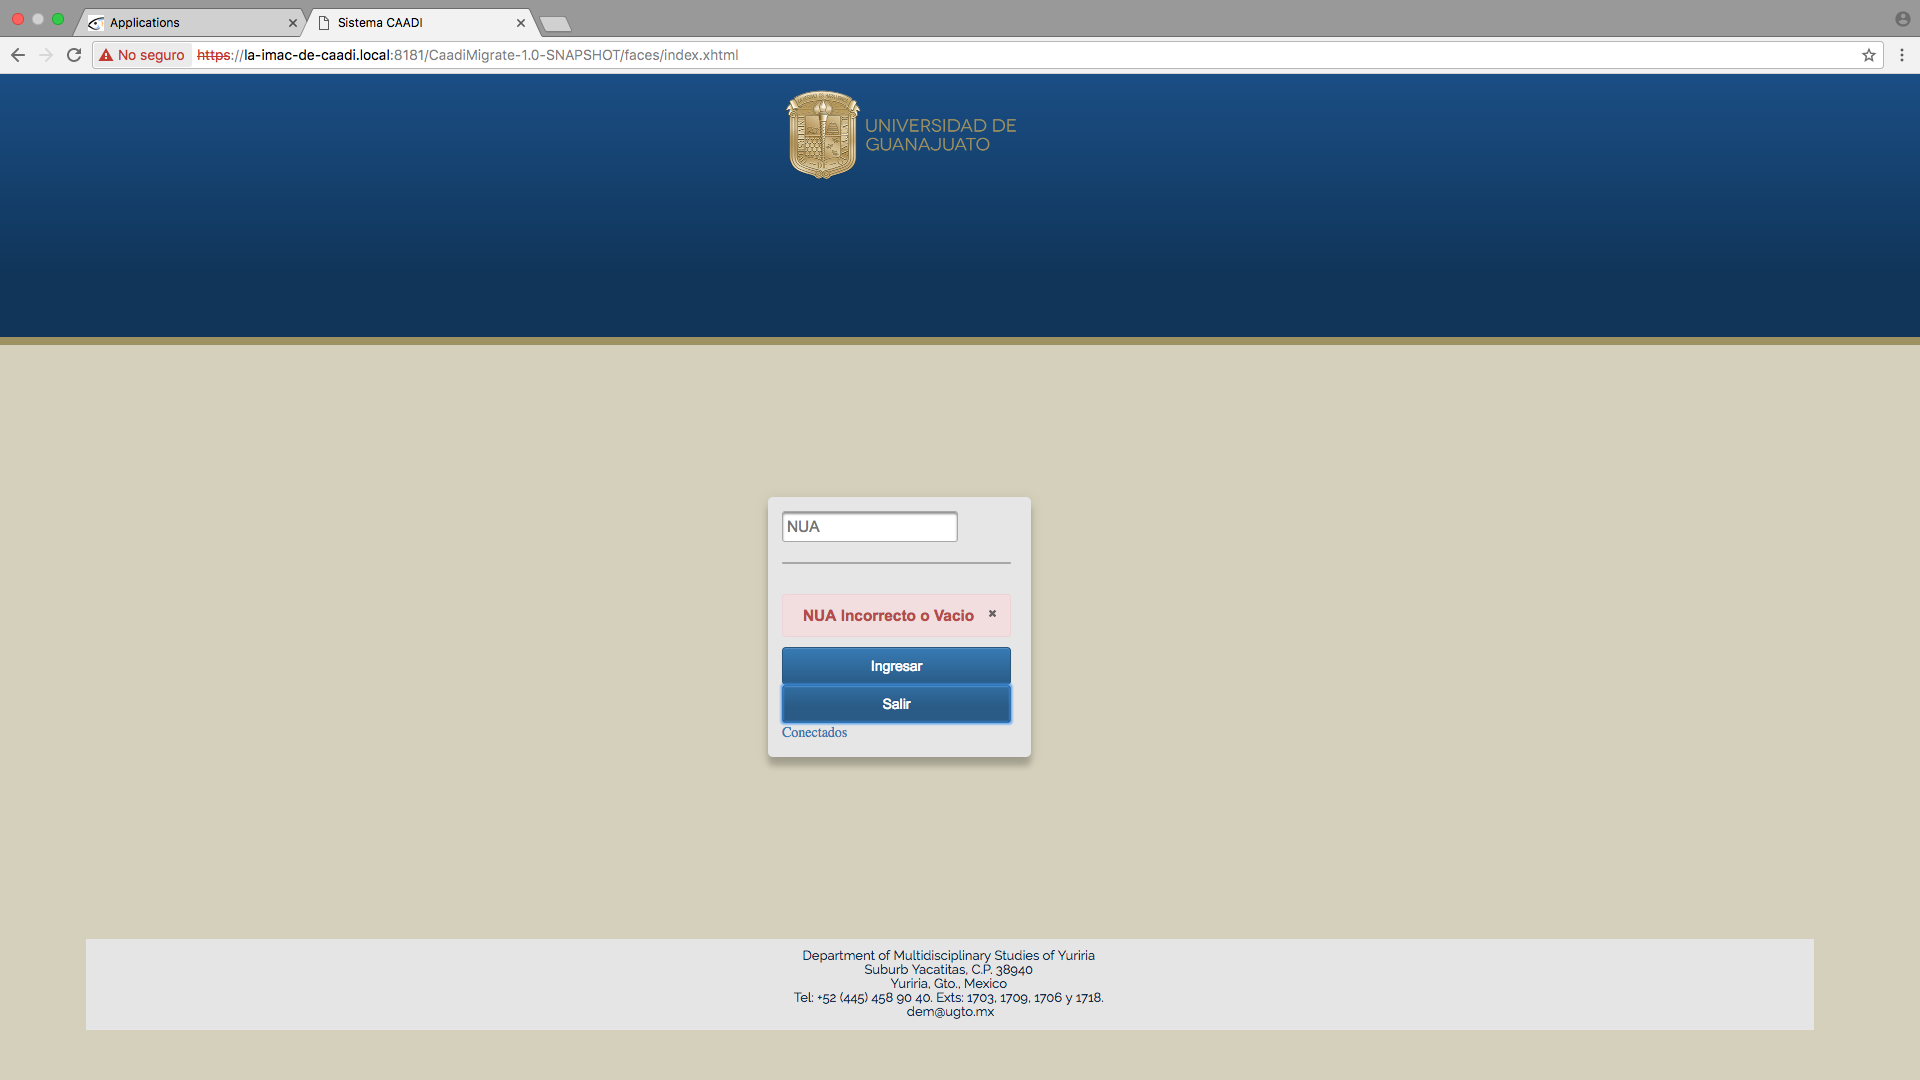 Applications
Sistema CAADI
No seguro
https://la-imac-de-caadi.local:8181/CaadiMigrate-1.0-SNAPSHOT/faces/index.xhtml
UNIVERSIDAD DE
GUANAJUATO
NUA
NUA Incorrecto o Vacio
Ingresar
Salir
Conectados
Department of Multidisciplinary Studies of Yuriria
Suburb Yacatitas, C.P. 38940
Yuriria, Gto., Mexico
Tel: +52 (445) 458 90 40. Exts: 1703, 1709, 1706 y 1718.
dem@ugto.mx